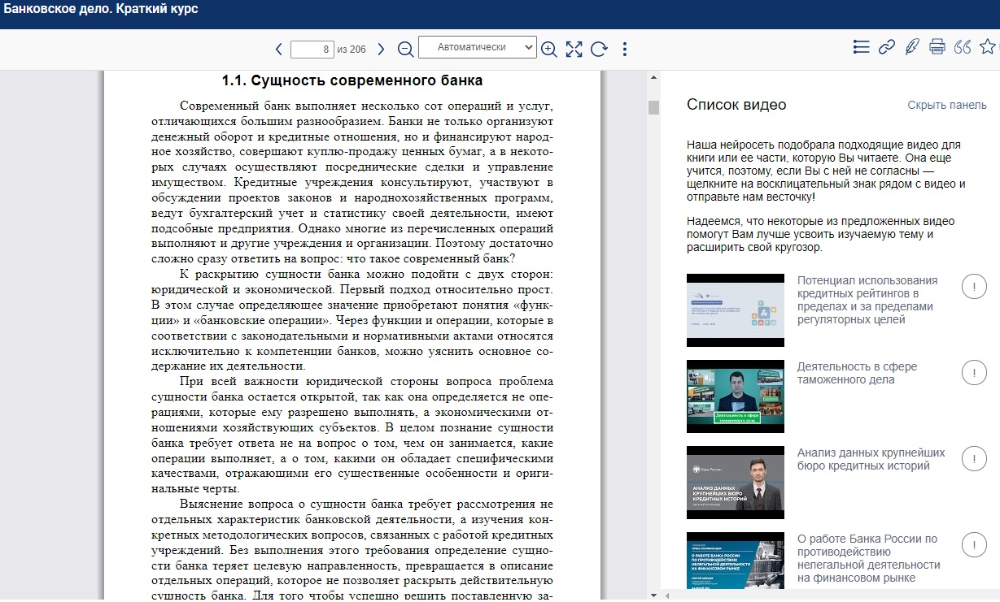 Банковское дело. Краткий курс
8 из 206
Автоматически
1.1. Сущность современного банка
Современный банк выполняет несколько сот операций и услуг,
отличающихся большим разнообразием. Банки не только организуют
денежный оборот и кредитные отношения, но и финансируют народ-
ное хозяйство, совершают куплю-продажу ценных бумаг, а в некото-
рых случаях осуществляют посреднические сделки и управление
имуществом. Кредитные учреждения консультируют, участвуют в
обсуждении проектов законов и народнохозяйственных программ,
ведут бухгалтерский учет и статистику своей деятельности, имеют
подсобные предприятия. Однако многие из перечисленных операций
выполняют и другие учреждения и организации. Поэтому достаточно
сложно сразу ответить на вопрос: что такое современный банк?
К раскрытию сущности банка можно подойти с двух сторон:
юридической и экономической. Первый подход относительно прост.
В этом случае определяющее значение приобретают понятия «функ-
ции» и «банковские операции». Через функции и операции, которые в
соответствии с законодательными и нормативными актами относятся
исключительно к компетенции банков, можно уяснить основное со-
держание их деятельности.
При всей важности юридической стороны вопроса проблема
сущности банка остается открытой, так как она определяется не опе-
рациями, которые ему разрешено выполнять, а экономическими от-
ношениями хозяйствующих субъектов. В целом познание сущности
банка требует ответа не на вопрос о том, чем он занимается, какие
операции выполняет, а о том, какими он обладает специфическими
качествами, отражающими его существенные особенности и ориги-
нальные черты.
Выяснение вопроса о сущности банка требует рассмотрения не
отдельных характеристик банковской деятельности, а изучения кон-
кретных методологических вопросов, связанных с работой кредитных
учреждений. Без выполнения этого требования определение сущно-
сти банка теряет целевую направленность, превращается в описание
отдельных операций, которое не позволяет раскрыть действительную
сущность банка. Для того чтобы успешно решить поставленную за-
Список видео
Скрыть панель
Наша нейросеть подобрала подходящие видео для
книги или ее части, которую Вы читаете. Она еще
учится, поэтому, если Вы с ней не согласны —
щелкните на восклицательный знак рядом с видео и
отправьте нам весточку!
Надеемся, что некоторые из предложенных видео
помогут Вам лучше усвоить изучаемую тему и
расширить свой кругозор.
Потенциал использования
кредитных рейтингов в
пределах и за пределами
регуляторных целей
!
Деятельность в сфере
таможенного дела
Деятельность в сфере
таможенного дела
!
Банк России
АНАЛИЗ ДАННЫХ
КРУПНЕЙШИХ БЮРО
КРЕДИТНЫХ ИСТОРИЙ
Анализ данных крупнейших
бюро кредитных историй
!
ПРЕСС-КОНФЕРЕНЦИЯ
О РАБОТЕ БАНКА РОССИИ
ПО ПРОТИВОДЕЙСТВИЮ
НЕЛЕГАЛЬНОЙ ДЕЯТЕЛЬНОСТИ
НА ФИНАНСОВОМ РЫНКЕ
О работе Банка России по
противодействию
нелегальной деятельности
на финансовом рынке
!